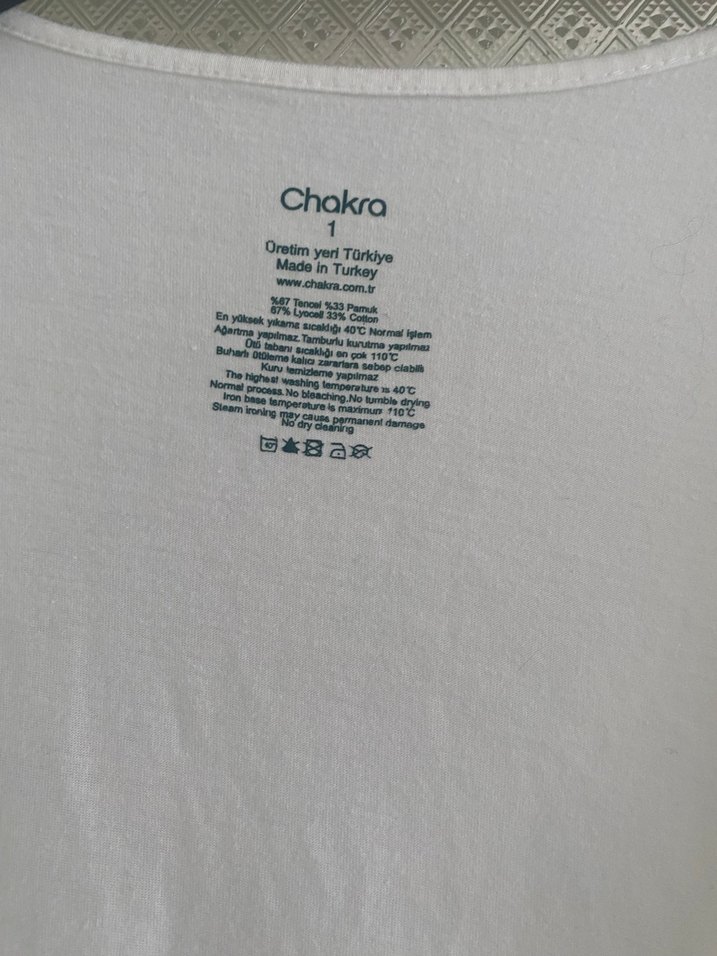 Chakra
1
Üretim yeri Türkiye
Made in Turkey
www.chakra.com.tr
%67 Tencel %33 Pamuk
67% Lyocell 33% Cotton
En yüksek yıkama sıcaklığı 40°C Normal işlem
Ağartma yapılmaz.Tamburlu kurutma yapılmaz
Ütü tabanı sıcaklığı en çok 110°C
Buharlı ütüleme kalıcı zararlara sebep olabilir
Kuru temizleme yapılmaz
The highest washing temperature is 40°C
Normal process.No bleaching.No tumble drying
Iron base temperature is maximum 110°C
Steam ironing may cause permanent damage
No dry cleaning
40°